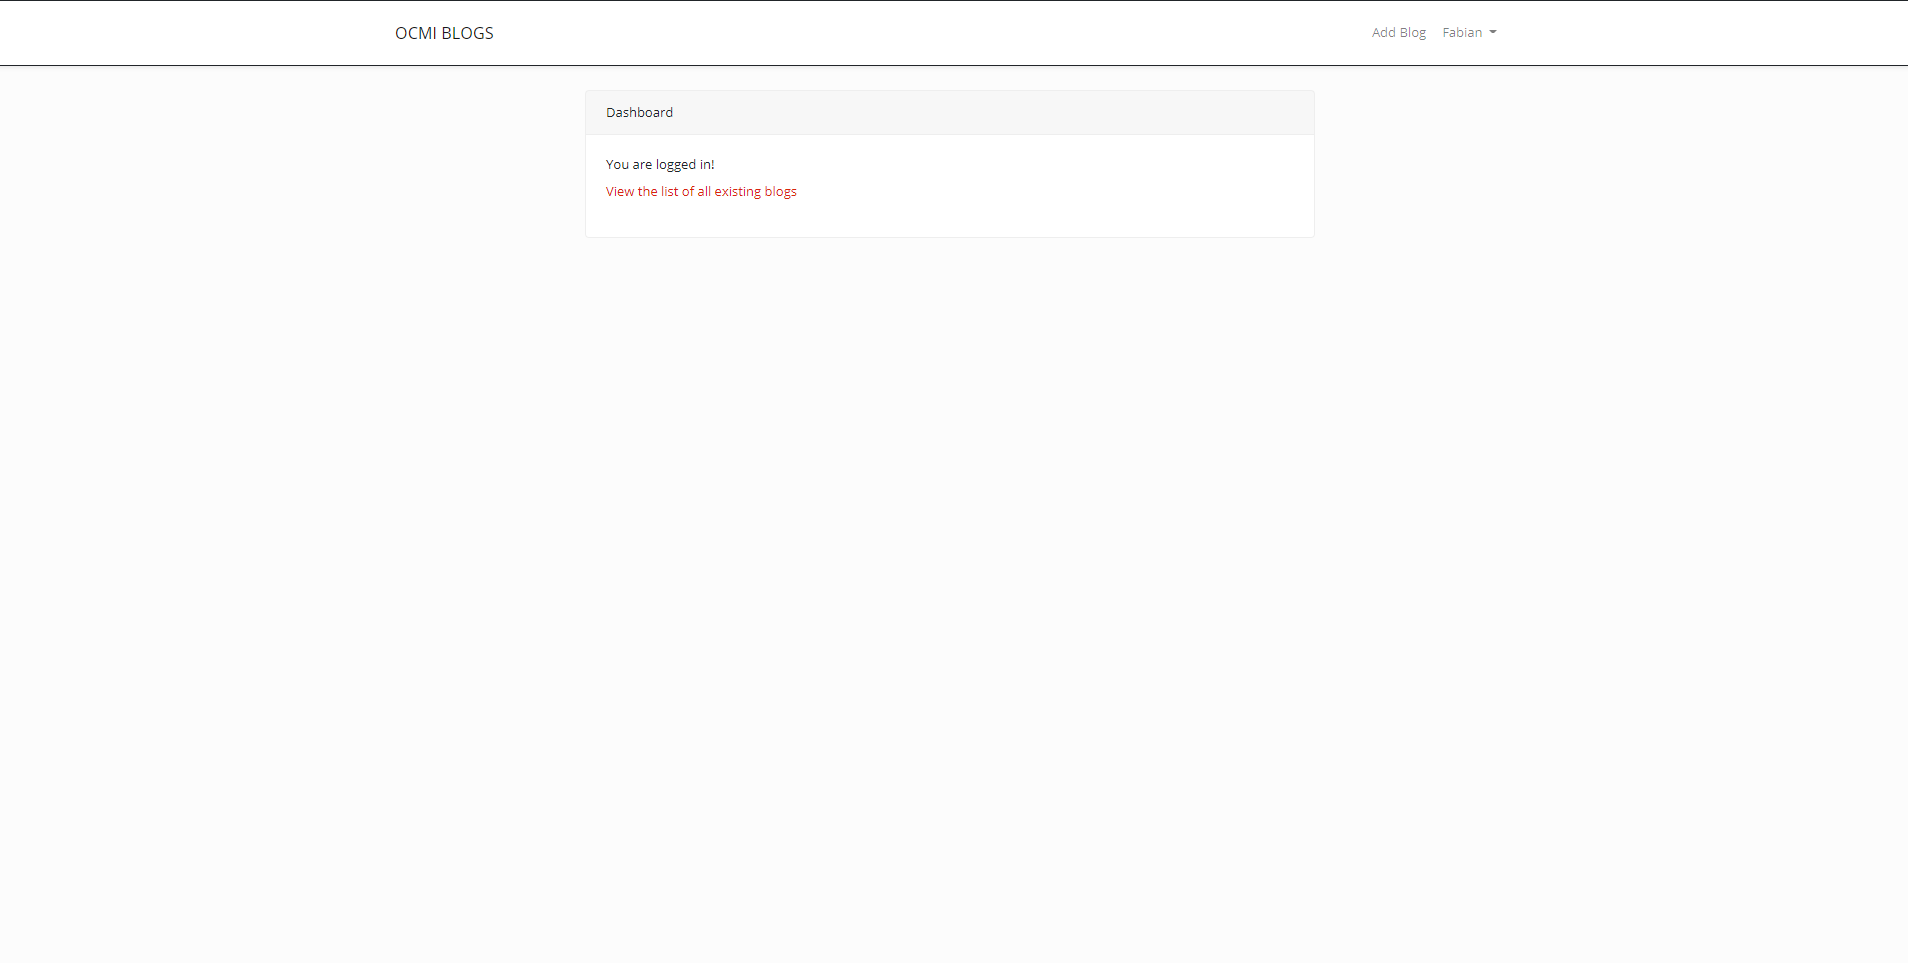 OCMI BLOGS
Add Blog
Fabian
Dashboard
You are logged in!
View the list of all existing blogs